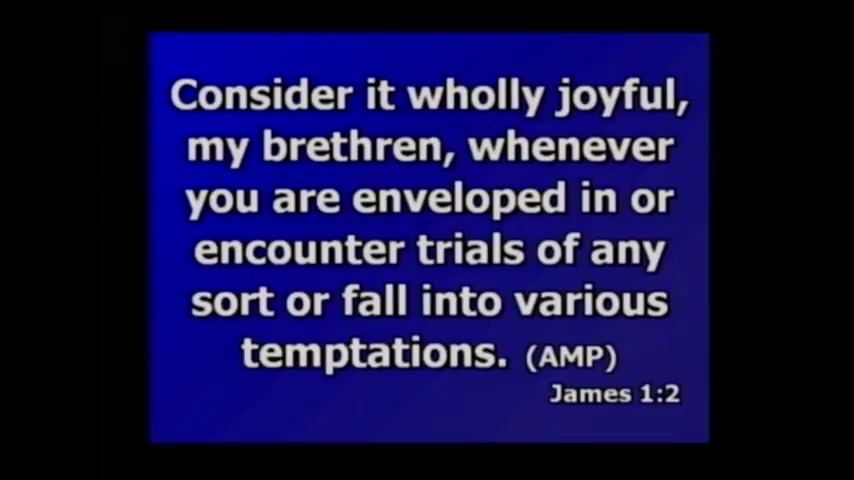 Consider it wholly joyful,
my brethren, whenever
you are enveloped in or
encounter trials of any
sort or fall into various
temptations. (AMP)
James 1:2